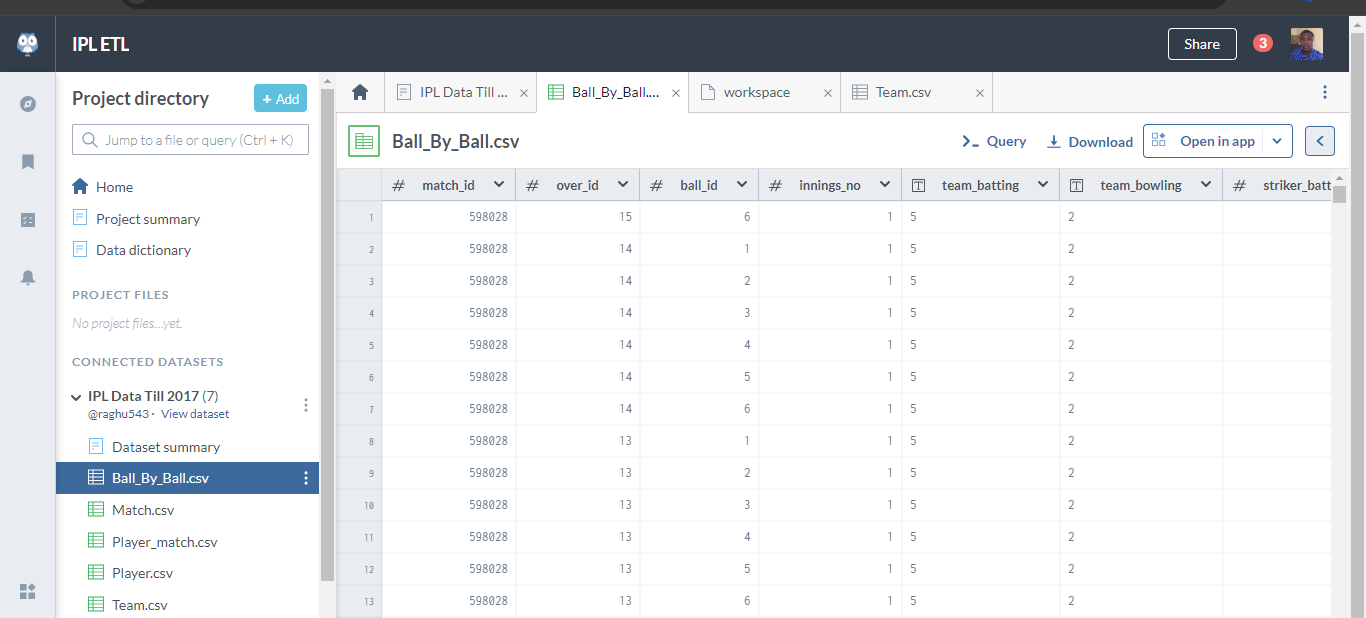 IPL ETL
Share
3
Project directory
+ Add
Jump to a file or query (Ctrl + K)
Home
Project summary
Data dictionary
PROJECT FILES
No project files...yet.
CONNECTED DATASETS
IPL Data Till 2017 (7)
@raghu543 · View dataset
Dataset summary
Ball_By_Ball.csv
Match.csv
Player_match.csv
Player.csv
Team.csv
IPL Data Till ... × Ball_By_Ball.... × workspace × Team.csv ×
Ball_By_Ball.csv
Query Download Open in app
# match_id # over_id # ball_id # innings_no T team_batting T team_bowling # striker_batt
1 598028 15 6 1 5 2
2 598028 14 1 1 5 2
3 598028 14 2 1 5 2
4 598028 14 3 1 5 2
5 598028 14 4 1 5 2
6 598028 14 5 1 5 2
7 598028 14 6 1 5 2
8 598028 13 1 1 5 2
9 598028 13 2 1 5 2
10 598028 13 3 1 5 2
11 598028 13 4 1 5 2
12 598028 13 5 1 5 2
13 598028 13 6 1 5 2